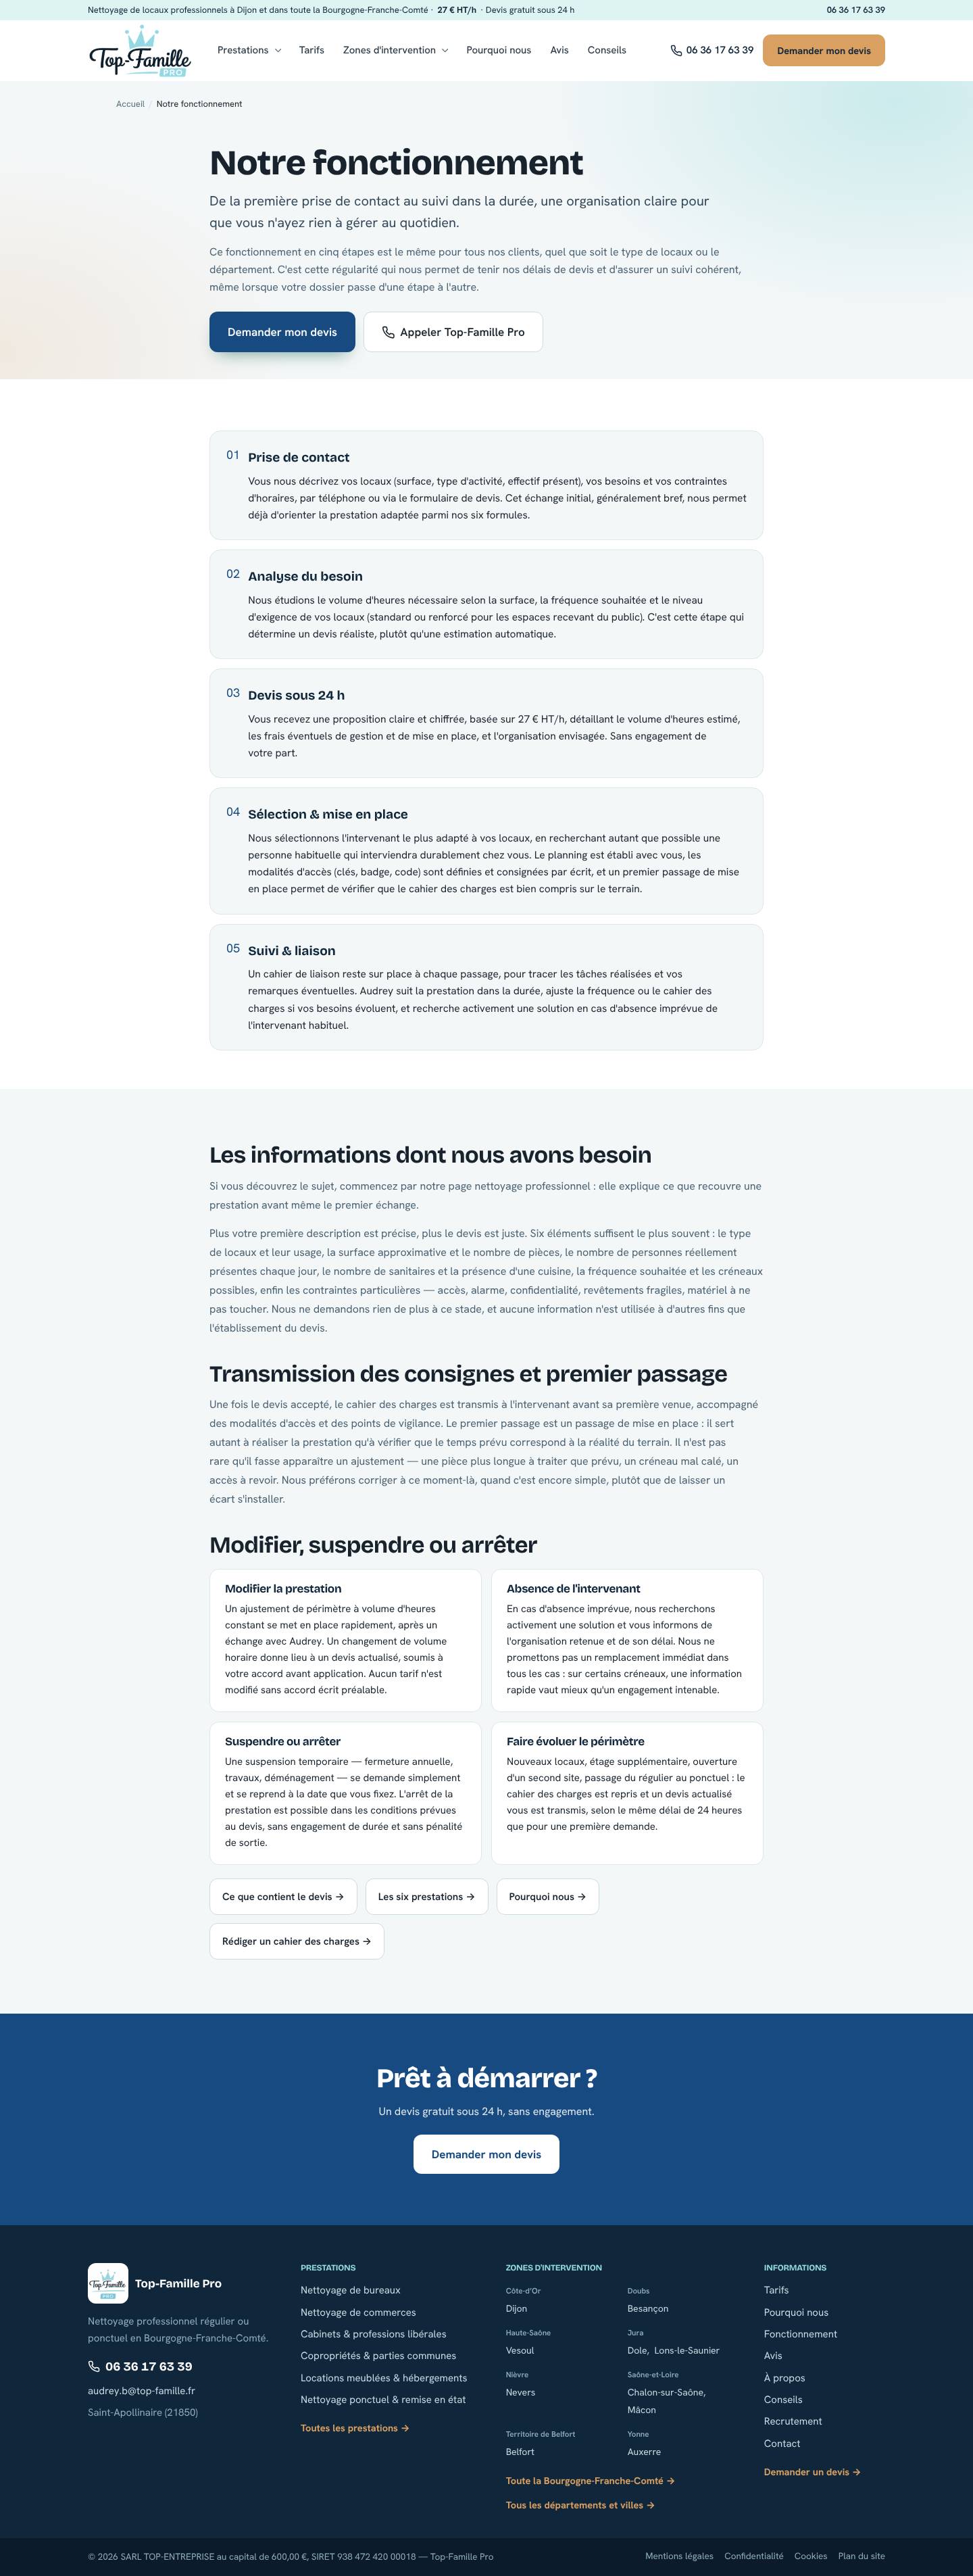 Nettoyage de locaux professionnels à Dijon et dans toute la Bourgogne-Franche-Comté · 27 € HT/h · Devis gratuit sous 24 h
06 36 17 63 39
Top-Famille
PRO
Prestations
Tarifs
Zones d'intervention
Pourquoi nous
Avis
Conseils
06 36 17 63 39
Demander mon devis
Accueil / Notre fonctionnement
Notre fonctionnement
De la première prise de contact au suivi dans la durée, une organisation claire pour
que vous n'ayez rien à gérer au quotidien.
Ce fonctionnement en cinq étapes est le même pour tous nos clients, quel que soit le type de locaux ou le
département. C'est cette régularité qui nous permet de tenir nos délais de devis et d'assurer un suivi cohérent,
même lorsque votre dossier passe d'une étape à l'autre.
Demander mon devis
Appeler Top-Famille Pro
01 Prise de contact
Vous nous décrivez vos locaux (surface, type d'activité, effectif présent), vos besoins et vos contraintes
d'horaires, par téléphone ou via le formulaire de devis. Cet échange initial, généralement bref, nous permet
déjà d'orienter la prestation adaptée parmi nos six formules.
02 Analyse du besoin
Nous étudions le volume d'heures nécessaire selon la surface, la fréquence souhaitée et le niveau
d'exigence de vos locaux (standard ou renforcé pour les espaces recevant du public). C'est cette étape qui
détermine un devis réaliste, plutôt qu'une estimation automatique.
03 Devis sous 24 h
Vous recevez une proposition claire et chiffrée, basée sur 27 € HT/h, détaillant le volume d'heures estimé,
les frais éventuels de gestion et de mise en place, et l'organisation envisagée. Sans engagement de
votre part.
04 Sélection & mise en place
Nous sélectionnons l'intervenant le plus adapté à vos locaux, en recherchant autant que possible une
personne habituelle qui interviendra durablement chez vous. Le planning est établi avec vous, les
modalités d'accès (clés, badge, code) sont définies et consignées par écrit, et un premier passage de mise
en place permet de vérifier que le cahier des charges est bien compris sur le terrain.
05 Suivi & liaison
Un cahier de liaison reste sur place à chaque passage, pour tracer les tâches réalisées et vos
remarques éventuelles. Audrey suit la prestation dans la durée, ajuste la fréquence ou le cahier des
charges si vos besoins évoluent, et recherche activement une solution en cas d'absence imprévue de
l'intervenant habituel.
Les informations dont nous avons besoin
Si vous découvrez le sujet, commencez par notre page nettoyage professionnel : elle explique ce que recouvre une
prestation avant même le premier échange.
Plus votre première description est précise, plus le devis est juste. Six éléments suffisent le plus souvent : le type
de locaux et leur usage, la surface approximative et le nombre de pièces, le nombre de personnes réellement
présentes chaque jour, le nombre de sanitaires et la présence d'une cuisine, la fréquence souhaitée et les créneaux
possibles, enfin les contraintes particulières — accès, alarme, confidentialité, revêtements fragiles, matériel à ne
pas toucher. Nous ne demandons rien de plus à ce stade, et aucune information n'est utilisée à d'autres fins que
l'établissement du devis.
Transmission des consignes et premier passage
Une fois le devis accepté, le cahier des charges est transmis à l'intervenant avant sa première venue, accompagné
des modalités d'accès et des points de vigilance. Le premier passage est un passage de mise en place : il sert
autant à réaliser la prestation qu'à vérifier que le temps prévu correspond à la réalité du terrain. Il n'est pas
rare qu'il fasse apparaître un ajustement — une pièce plus longue à traiter que prévu, un créneau mal calé, un
accès à revoir. Nous préférons corriger à ce moment-là, quand c'est encore simple, plutôt que de laisser un
écart s'installer.
Modifier, suspendre ou arrêter
Modifier la prestation
Un ajustement de périmètre à volume d'heures
constant se met en place rapidement, après un
échange avec Audrey. Un changement de volume
horaire donne lieu à un devis actualisé, soumis à
votre accord avant application. Aucun tarif n'est
modifié sans accord écrit préalable.
Absence de l'intervenant
En cas d'absence imprévue, nous recherchons
activement une solution et vous informons de
l'organisation retenue et de son délai. Nous ne
promettons pas un remplacement immédiat dans
tous les cas : sur certains créneaux, une information
rapide vaut mieux qu'un engagement intenable.
Suspendre ou arrêter
Une suspension temporaire — fermeture annuelle,
travaux, déménagement — se demande simplement
et se reprend à la date que vous fixez. L'arrêt de la
prestation est possible dans les conditions prévues
au devis, sans engagement de durée et sans pénalité
de sortie.
Faire évoluer le périmètre
Nouveaux locaux, étage supplémentaire, ouverture
d'un second site, passage du régulier au ponctuel : le
cahier des charges est repris et un devis actualisé
vous est transmis, selon le même délai de 24 heures
que pour une première demande.
Ce que contient le devis →
Les six prestations →
Pourquoi nous →
Rédiger un cahier des charges →
Prêt à démarrer ?
Un devis gratuit sous 24 h, sans engagement.
Demander mon devis
Top-Famille
PRO
Top-Famille Pro
Nettoyage professionnel régulier ou
ponctuel en Bourgogne-Franche-Comté.
06 36 17 63 39
audrey.b@top-famille.fr
Saint-Apollinaire (21850)
PRESTATIONS
Nettoyage de bureaux
Nettoyage de commerces
Cabinets & professions libérales
Copropriétés & parties communes
Locations meublées & hébergements
Nettoyage ponctuel & remise en état
Toutes les prestations →
ZONES D'INTERVENTION
Côte-d'Or
Dijon
Doubs
Besançon
Haute-Saône
Vesoul
Jura
Dole, Lons-le-Saunier
Nièvre
Nevers
Saône-et-Loire
Chalon-sur-Saône,
Mâcon
Territoire de Belfort
Belfort
Yonne
Auxerre
Toute la Bourgogne-Franche-Comté →
Tous les départements et villes →
INFORMATIONS
Tarifs
Pourquoi nous
Fonctionnement
Avis
À propos
Conseils
Recrutement
Contact
Demander un devis →
© 2026 SARL TOP-ENTREPRISE au capital de 600,00 €, SIRET 938 472 420 00018 — Top-Famille Pro
Mentions légales
Confidentialité
Cookies
Plan du site